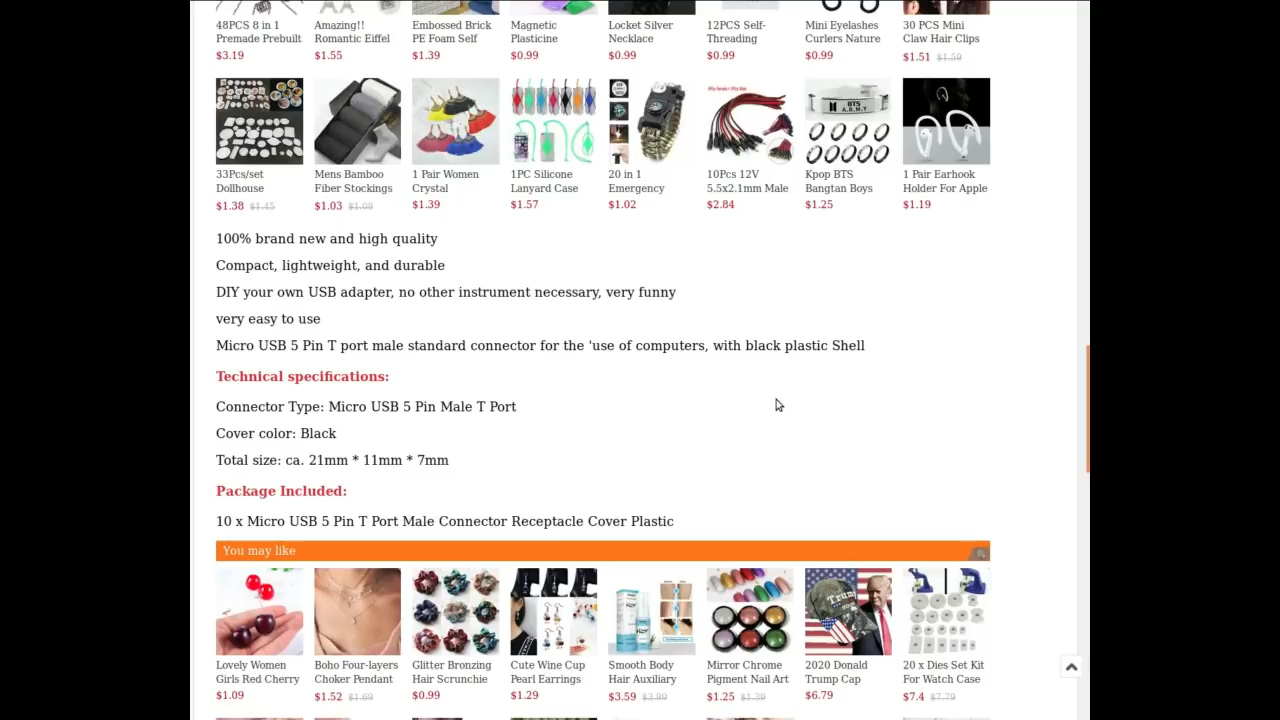 48PCS 8 in 1 Amazing!! Embossed Brick Magnetic Locket Silver 12PCS Self- Mini Eyelashes 30 PCS Mini
Premade Prebuilt Romantic Eiffel PE Foam Self Plasticine Necklace Threading Curlers Nature Claw Hair Clips
$3.19 $1.55 $1.39 $0.99 $0.99 $0.99 $0.99 $1.51 $1.59
BTS
A.R.M.Y
33Pcs/set Mens Bamboo 1 Pair Women 1PC Silicone 20 in 1 10Pcs 12V Kpop BTS 1 Pair Earhook
Dollhouse Fiber Stockings Crystal Lanyard Case Emergency 5.5x2.1mm Male Bangtan Boys Holder For Apple
$1.38 $1.45 $1.03 $1.08 $1.39 $1.57 $1.02 $2.84 $1.25 $1.19
100% brand new and high quality
Compact, lightweight, and durable
DIY your own USB adapter, no other instrument necessary, very funny
very easy to use
Micro USB 5 Pin T port male standard connector for the 'use of computers, with black plastic Shell
Technical specifications:
Connector Type: Micro USB 5 Pin Male T Port
Cover color: Black
Total size: ca. 21mm * 11mm * 7mm
Package Included:
10 x Micro USB 5 Pin T Port Male Connector Receptacle Cover Plastic
You may like
Trump
Lovely Women Boho Four-layers Glitter Bronzing Cute Wine Cup Smooth Body Mirror Chrome 2020 Donald 20 x Dies Set Kit
Girls Red Cherry Choker Pendant Hair Scrunchie Pearl Earrings Hair Auxiliary Pigment Nail Art Trump Cap For Watch Case
$1.09 $1.52 $1.69 $0.99 $1.29 $3.59 $3.99 $1.25 $1.39 $6.79 $7.4 $7.79